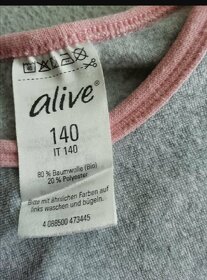 alive®
140
IT 140
80 % Baumwolle (Bio)
20 % Polyester
Bitte mit ähnlichen Farben auf
links waschen und bügeln.
4 088500 473445